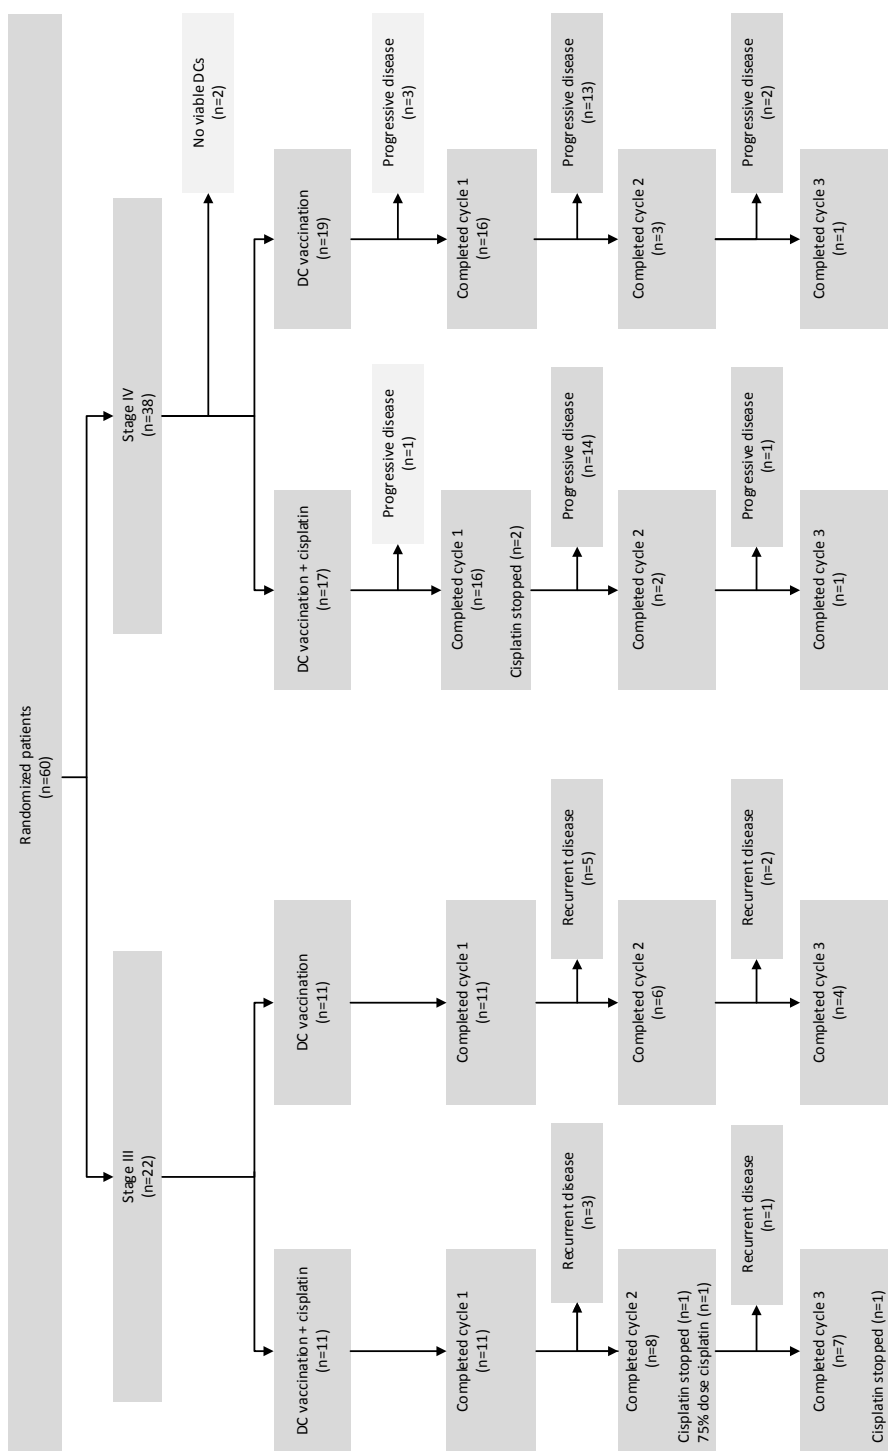 Randomized patients
(n=60)
Stage III
(n=22)
Stage IV
(n=38)
No viable DCs
(n=2)
DC vaccination + cisplatin
(n=11)
DC vaccination
(n=11)
DC vaccination + cisplatin
(n=17)
DC vaccination
(n=19)
Progressive disease
(n=1)
Progressive disease
(n=3)
Completed cycle 1
(n=11)
Completed cycle 1
(n=11)
Completed cycle 1
(n=16)
Cisplatin stopped (n=2)
Completed cycle 1
(n=16)
Recurrent disease
(n=3)
Recurrent disease
(n=5)
Progressive disease
(n=14)
Progressive disease
(n=13)
Completed cycle 2
(n=8)
Cisplatin stopped (n=1)
75% dose cisplatin (n=1)
Completed cycle 2
(n=6)
Completed cycle 2
(n=2)
Completed cycle 2
(n=3)
Recurrent disease
(n=1)
Recurrent disease
(n=2)
Progressive disease
(n=1)
Progressive disease
(n=2)
Completed cycle 3
(n=7)
Cisplatin stopped (n=1)
Completed cycle 3
(n=4)
Completed cycle 3
(n=1)
Completed cycle 3
(n=1)